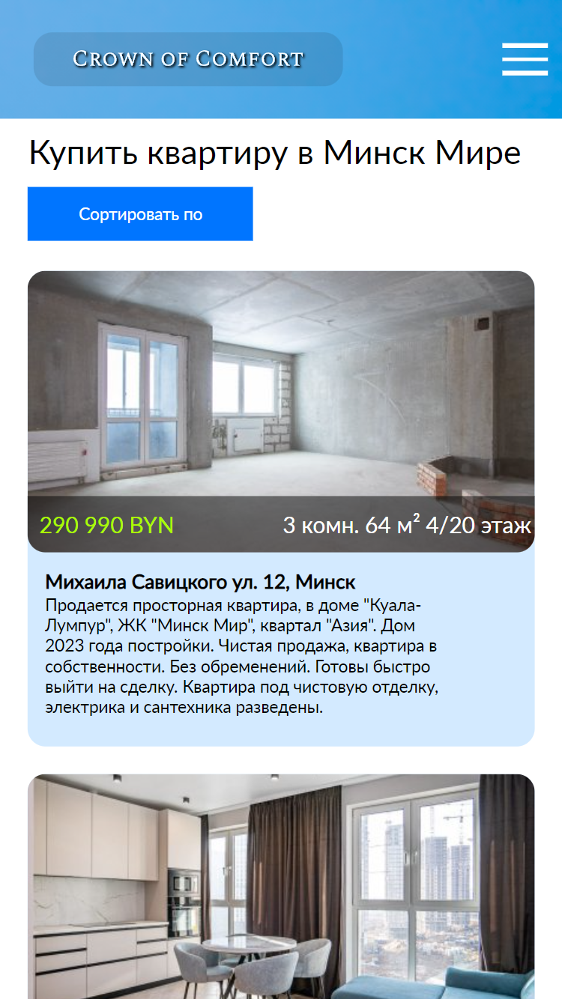 Crown of Comfort
Купить квартиру в Минск Мире
Сортировать по
290 990 BYN 3 комн. 64 м² 4/20 этаж
Михаила Савицкого ул. 12, Минск
Продается просторная квартира, в доме "Куала-
Лумпур", ЖК "Минск Мир", квартал "Азия". Дом
2023 года постройки. Чистая продажа, квартира в
собственности. Без обременений. Готовы быстро
выйти на сделку. Квартира под чистовую отделку,
электрика и сантехника разведены.